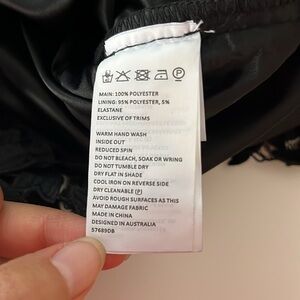 MAIN: 100% POLYESTER
LINING: 95% POLYESTER, 5%
ELASTANE
EXCLUSIVE OF TRIMS
WARM HAND WASH
INSIDE OUT
REDUCED SPIN
DO NOT BLEACH, SOAK OR WRING
DO NOT TUMBLE DRY
DRY FLAT IN SHADE
COOL IRON ON REVERSE SIDE
DRY CLEANABLE (P)
AVOID ROUGH SURFACES AS THIS
MAY DAMAGE FABRIC
MADE IN CHINA
DESIGNED IN AUSTRALIA
57689DB